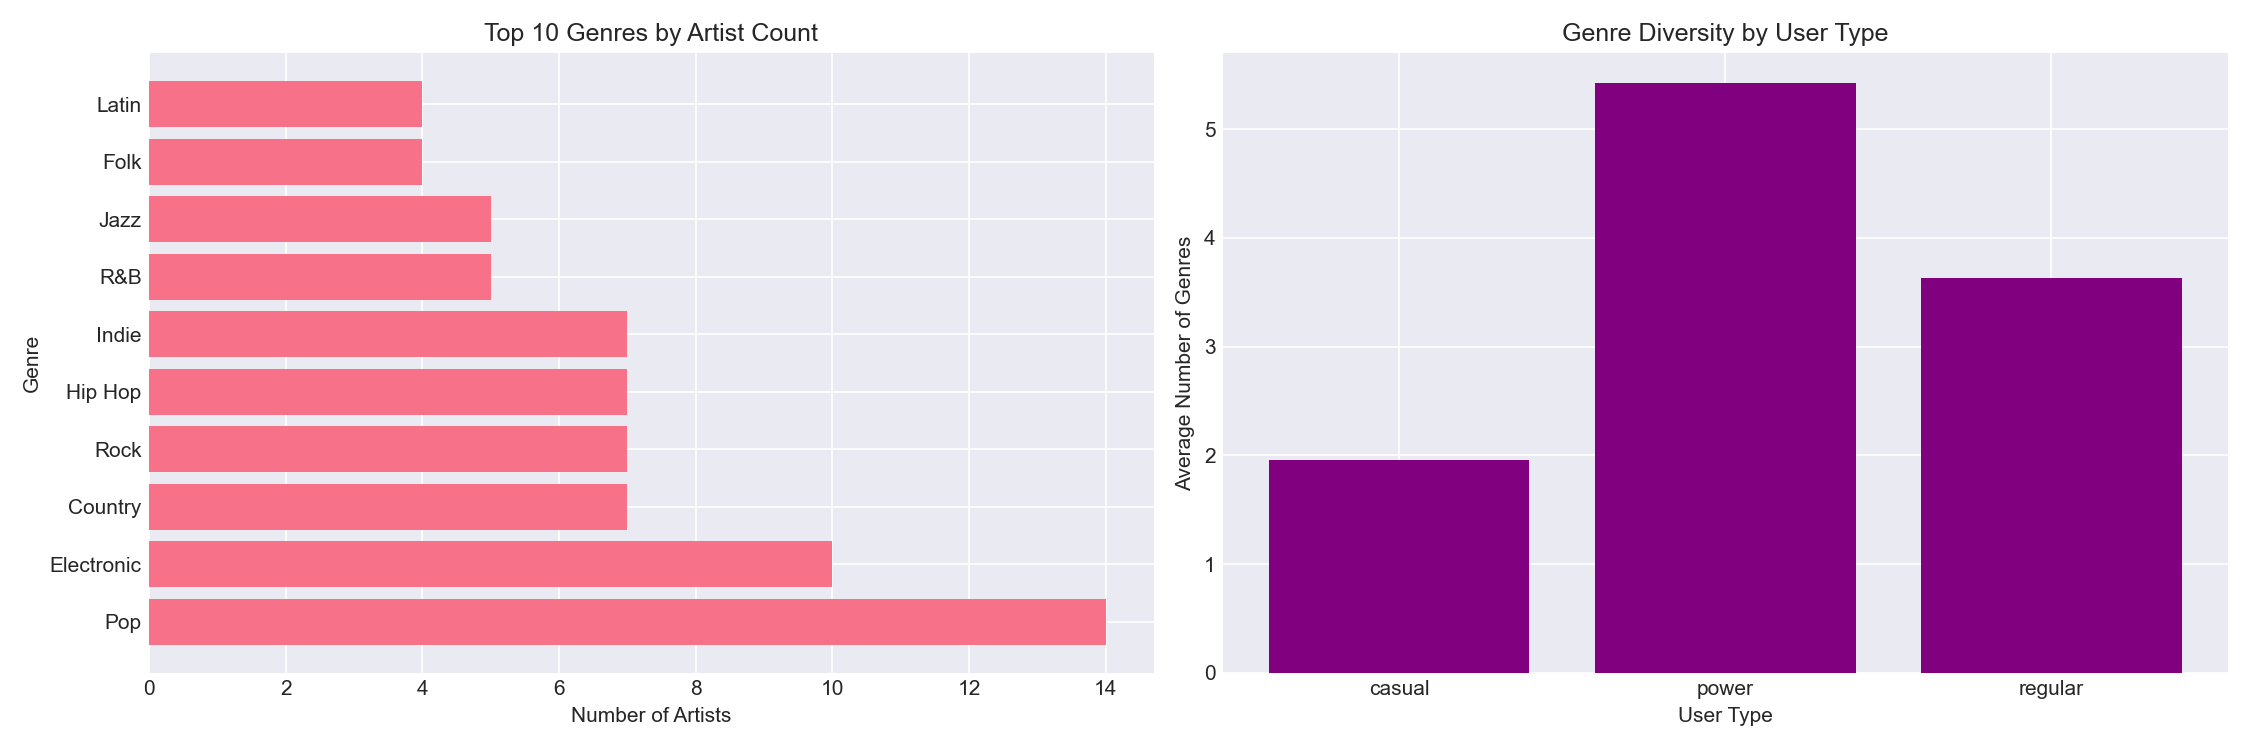 Top 10 Genres by Artist Count
Genre
Latin
Folk
Jazz
R&B
Indie
Hip Hop
Rock
Country
Electronic
Pop
0 2 4 6 8 10 12 14
Number of Artists
Genre Diversity by User Type
Average Number of Genres
5
4
3
2
1
0
casual power regular
User Type